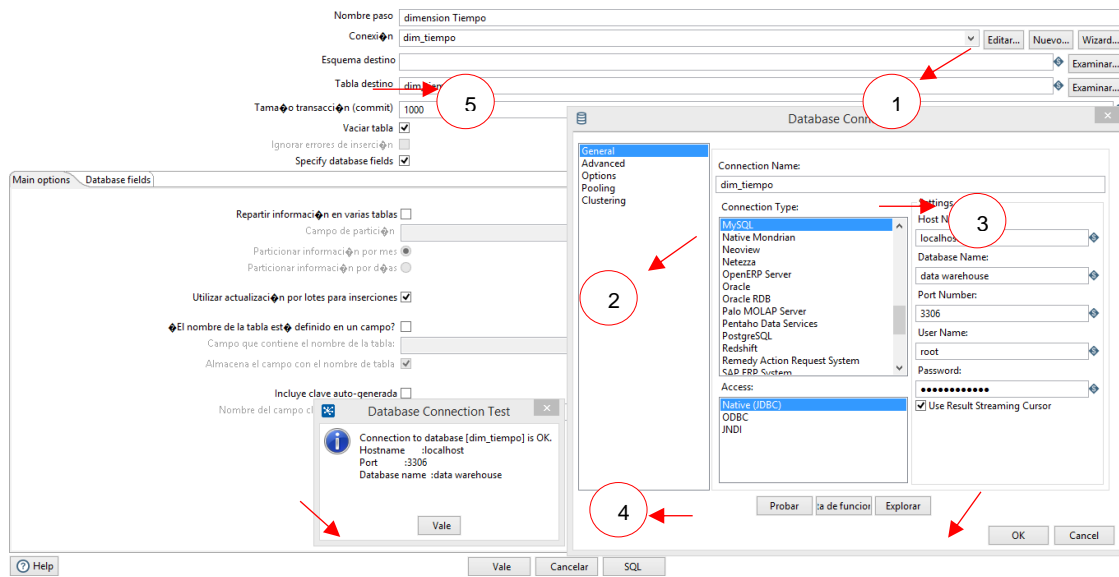 Nombre paso dimension Tiempo
Conexi�n dim_tiempo Editar... Nuevo... Wizard...
Esquema destino Examinar...
Tabla destino Examinar...
Tama�o transacci�n (commit) 1000
Vaciar tabla
Ignorar errores de inserci�n
Specify database fields
Main options Database fields
Repartir informaci�n en varias tablas
Campo de partici�n
Particionar informaci�n por mes
Particionar informaci�n por d�as
Utilizar actualizaci�n por lotes para inserciones
�El nombre de la tabla est� definido en un campo?
Campo que contiene el nombre de la tabla:
Almacena el campo con el nombre de tabla
Incluye clave auto-generada
Nombre del campo
Database Connection Test
Connection to database [dim_tiempo] is OK.
Hostname :localhost
Port :3306
Database name :data warehouse
Vale
5
1
Database
General
Advanced
Options
Pooling
Clustering
Connection Name:
dim_tiempo
Connection Type:
MySQL
Native Mondrian
Neoview
Netezza
OpenERP Server
Oracle
Oracle RDB
Palo MOLAP Server
Pentaho Data Services
PostgreSQL
Redshift
Remedy Action Request System
SAP ERP System
Access:
Native (JDBC)
ODBC
JNDI
Settings
Host
3
Database Name:
data warehouse
Port Number:
3306
User Name:
root
Password:
●●●●●●●●●●●●
Use Result Streaming Cursor
2
4
Probar :a de funcior Explorar
OK Cancel
Help Vale Cancelar SQL